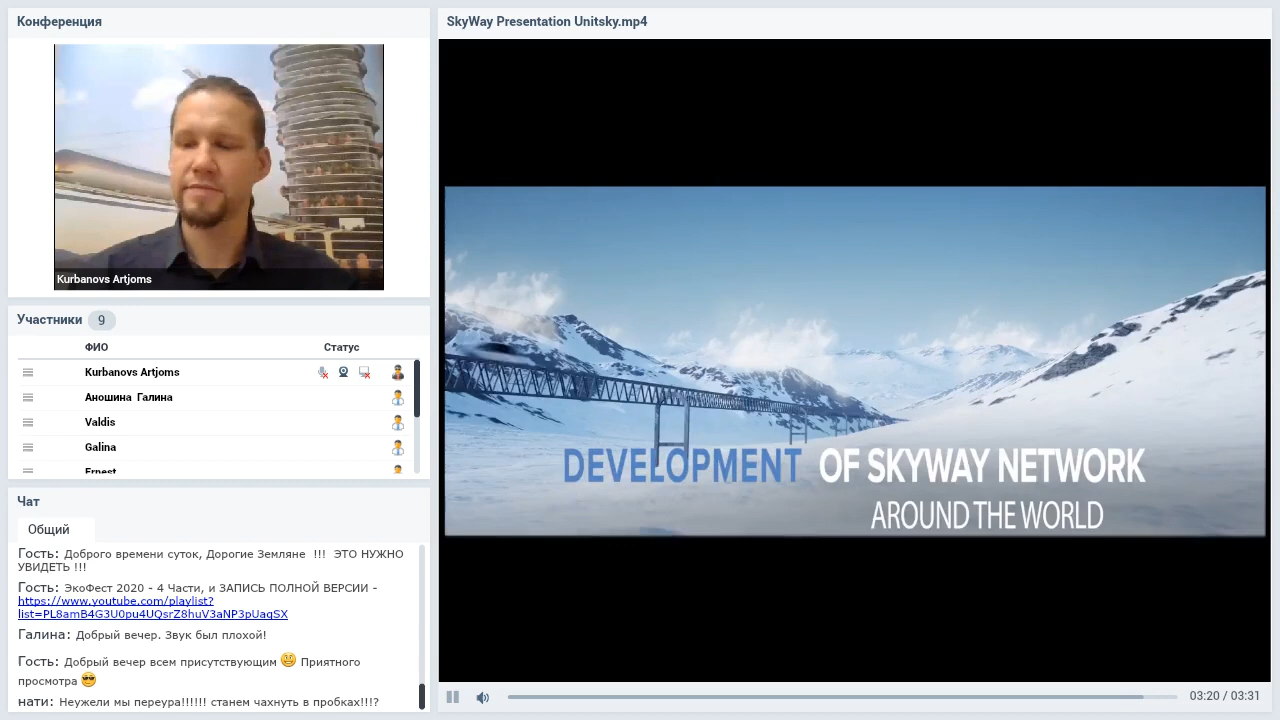 Конференция
Kurbanovs Artjoms
Участники 9
ФИО Статус
Kurbanovs Artjoms
Аношина Галина
Valdis
Galina
Ernest
Чат
Общий
Гость: Доброго времени суток, Дорогие Земляне !!! ЭТО НУЖНО
УВИДЕТЬ !!!
Гость: ЭкоФест 2020 - 4 Части, и ЗАПИСЬ ПОЛНОЙ ВЕРСИИ -
https://www.youtube.com/playlist?
list=PL8amB4G3U0pu4UQsrZ8huV3aNP3pUaqSX
Галина: Добрый вечер. Звук был плохой!
Гость: Добрый вечер всем присутствующим Приятного
просмотра
нати: Неужели мы переура!!!!!! станем чахнуть в пробках!!!?
SkyWay Presentation Unitsky.mp4
DEVELOPMENT OF SKYWAY NETWORK
AROUND THE WORLD
03:20 / 03:31